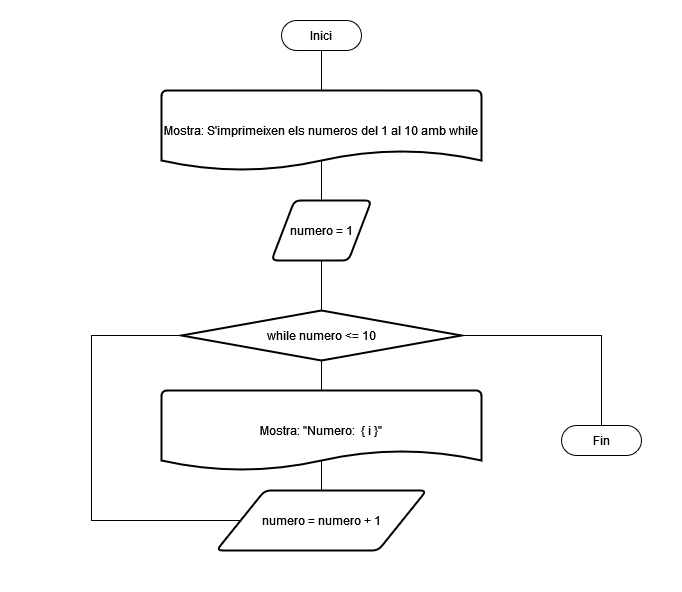 Inici
Mostra: S'imprimeixen els numeros del 1 al 10 amb while
numero = 1
while numero <= 10
Mostra: "Numero: { i }"
Fin
numero = numero + 1